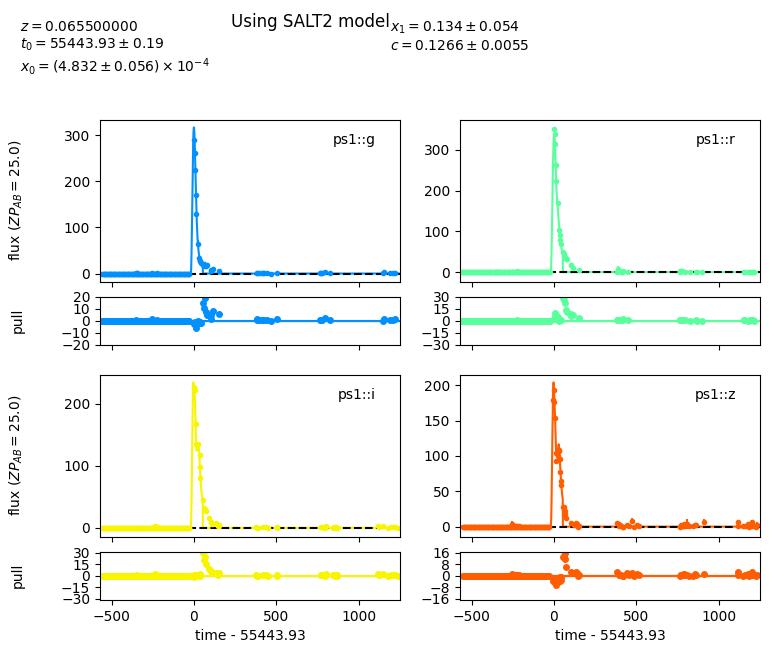 Using SALT2 model
z = 0.065500000
t₀ = 55443.93 ± 0.19
x₀ = (4.832 ± 0.056) × 10⁻⁴
x₁ = 0.134 ± 0.054
c = 0.1266 ± 0.0055
flux (ZP_AB = 25.0)
300
200
100
0
ps1::g
300
200
100
0
ps1::r
pull
20
10
0
−10
−20
30
15
0
−15
−30
flux (ZP_AB = 25.0)
200
100
0
ps1::i
200
150
100
50
0
ps1::z
pull
30
15
0
−15
−30
16
8
0
−8
−16
−500 0 500 1000
−500 0 500 1000
time - 55443.93
time - 55443.93